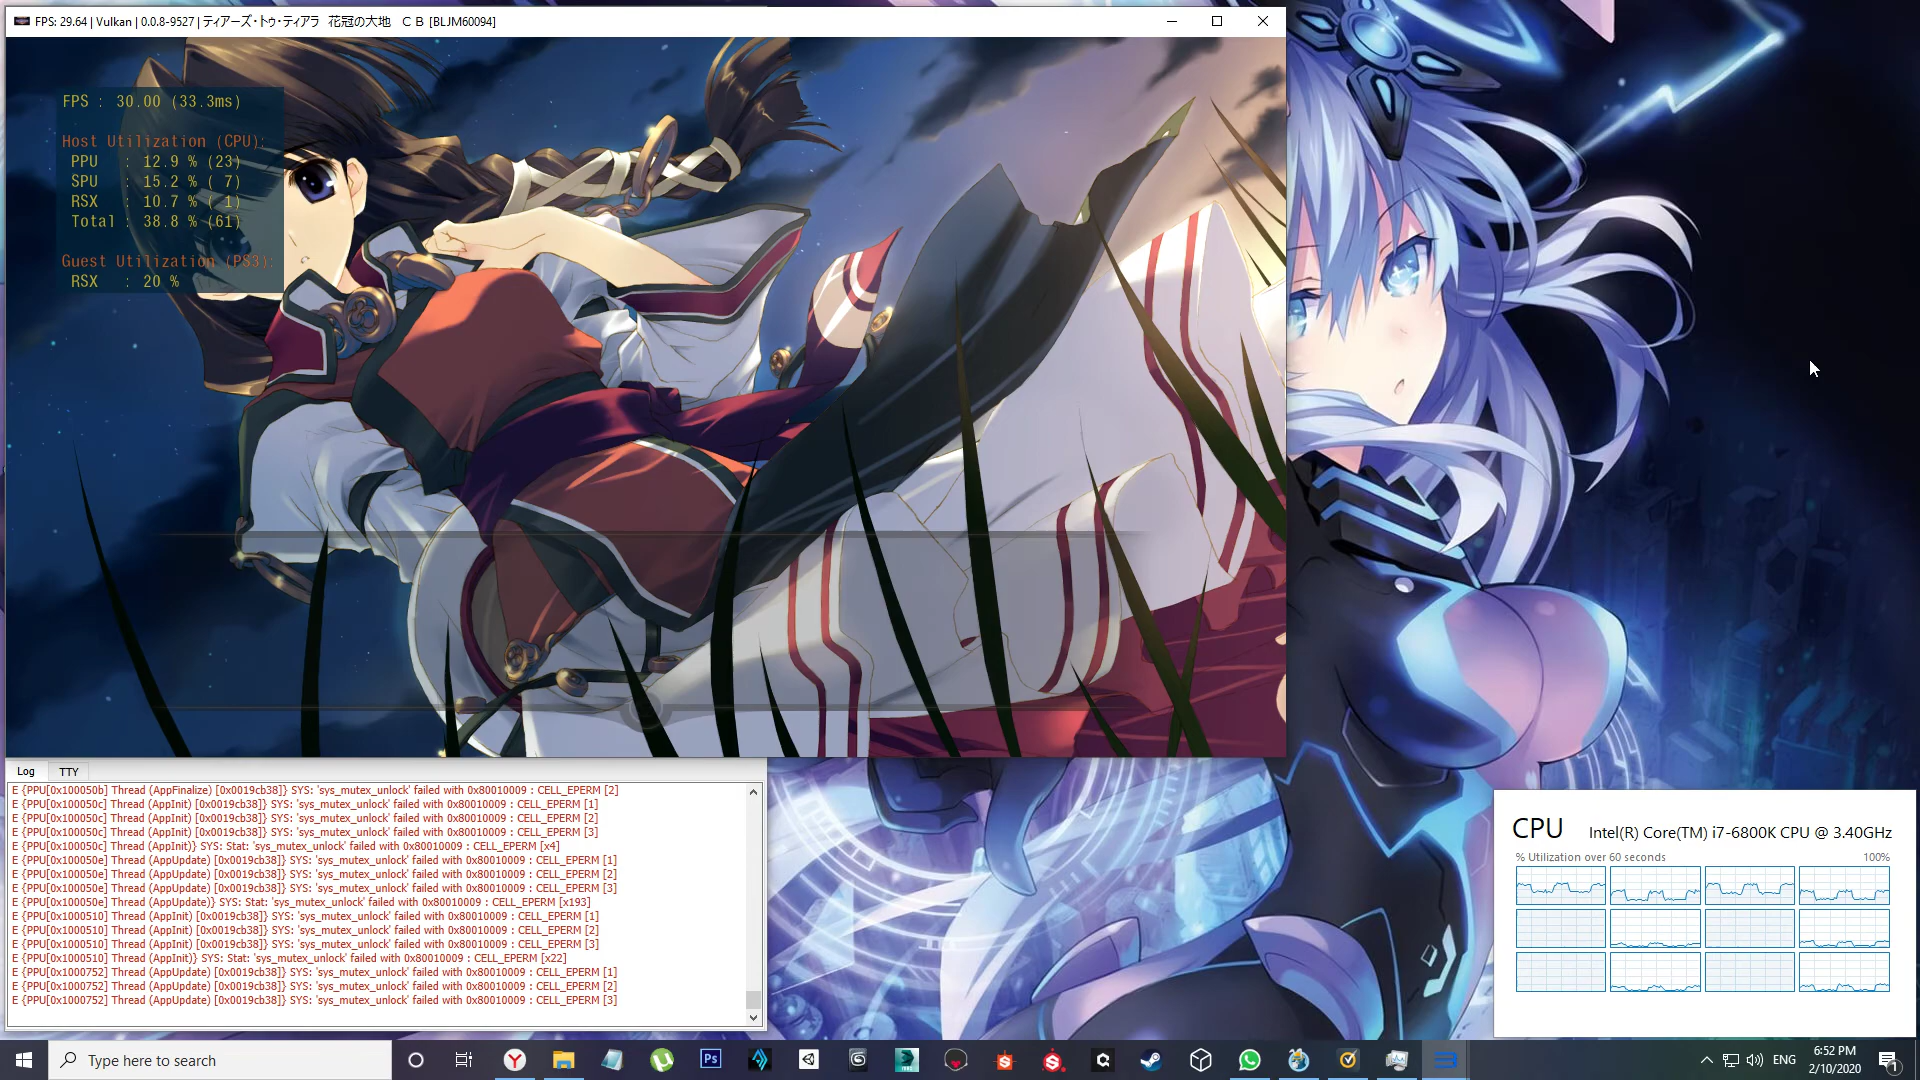 FPS: 29.64 | Vulkan | 0.0.8-9527 | ティアーズ・トゥ・ティアラ 花冠の大地 ＣＢ [BLJM60094]
FPS : 30.00 (33.3ms)
Host Utilization (CPU):
PPU : 12.9 % (23)
SPU : 15.2 % ( 7)
RSX : 10.7 % ( 1)
Total : 38.8 % (61)
Guest Utilization (PS3):
RSX : 20 %
Log TTY
E {PPU[0x100050b] Thread (AppFinalize) [0x0019cb38]} SYS: 'sys_mutex_unlock' failed with 0x80010009 : CELL_EPERM [2]
E {PPU[0x100050c] Thread (AppInit) [0x0019cb38]} SYS: 'sys_mutex_unlock' failed with 0x80010009 : CELL_EPERM [1]
E {PPU[0x100050c] Thread (AppInit) [0x0019cb38]} SYS: 'sys_mutex_unlock' failed with 0x80010009 : CELL_EPERM [2]
E {PPU[0x100050c] Thread (AppInit) [0x0019cb38]} SYS: 'sys_mutex_unlock' failed with 0x80010009 : CELL_EPERM [3]
E {PPU[0x100050c] Thread (AppInit)} SYS: Stat: 'sys_mutex_unlock' failed with 0x80010009 : CELL_EPERM [x4]
E {PPU[0x100050e] Thread (AppUpdate) [0x0019cb38]} SYS: 'sys_mutex_unlock' failed with 0x80010009 : CELL_EPERM [1]
E {PPU[0x100050e] Thread (AppUpdate) [0x0019cb38]} SYS: 'sys_mutex_unlock' failed with 0x80010009 : CELL_EPERM [2]
E {PPU[0x100050e] Thread (AppUpdate) [0x0019cb38]} SYS: 'sys_mutex_unlock' failed with 0x80010009 : CELL_EPERM [3]
E {PPU[0x100050e] Thread (AppUpdate)} SYS: Stat: 'sys_mutex_unlock' failed with 0x80010009 : CELL_EPERM [x193]
E {PPU[0x1000510] Thread (AppInit) [0x0019cb38]} SYS: 'sys_mutex_unlock' failed with 0x80010009 : CELL_EPERM [1]
E {PPU[0x1000510] Thread (AppInit) [0x0019cb38]} SYS: 'sys_mutex_unlock' failed with 0x80010009 : CELL_EPERM [2]
E {PPU[0x1000510] Thread (AppInit) [0x0019cb38]} SYS: 'sys_mutex_unlock' failed with 0x80010009 : CELL_EPERM [3]
E {PPU[0x1000510] Thread (AppInit)} SYS: Stat: 'sys_mutex_unlock' failed with 0x80010009 : CELL_EPERM [x22]
E {PPU[0x1000752] Thread (AppUpdate) [0x0019cb38]} SYS: 'sys_mutex_unlock' failed with 0x80010009 : CELL_EPERM [1]
E {PPU[0x1000752] Thread (AppUpdate) [0x0019cb38]} SYS: 'sys_mutex_unlock' failed with 0x80010009 : CELL_EPERM [2]
E {PPU[0x1000752] Thread (AppUpdate) [0x0019cb38]} SYS: 'sys_mutex_unlock' failed with 0x80010009 : CELL_EPERM [3]
CPU Intel(R) Core(TM) i7-6800K CPU @ 3.40GHz
% Utilization over 60 seconds 100%
Type here to search
Ps
ENG
6:52 PM
2/10/2020
1